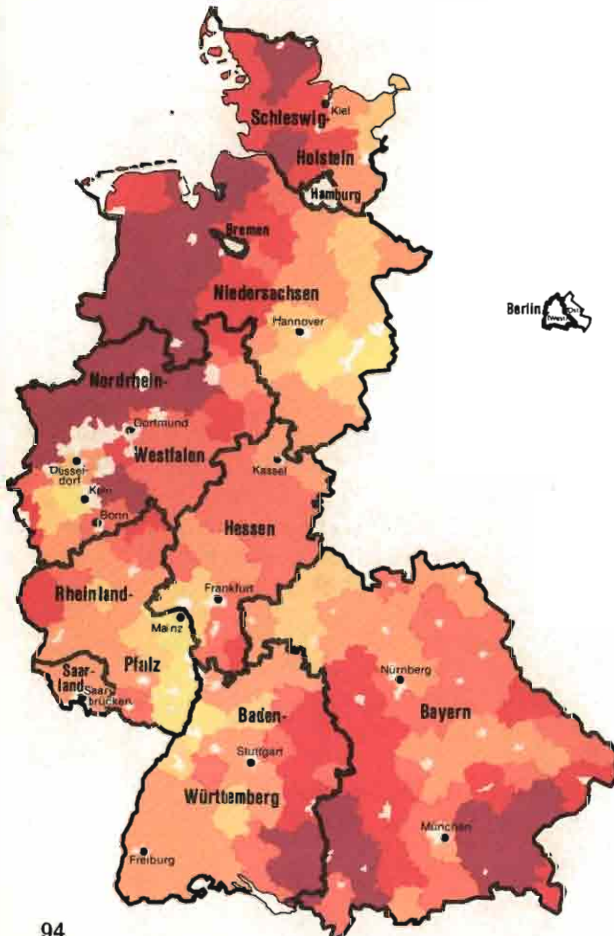 Kiel
Schleswig-
Holstein
Hamburg
Bremen
Niedersachsen
Hannover
Berlin
(West)
Nordrhein-
Dortmund
Westfalen
Düssel-
dorf
Köln
Bonn
Kassel
Hessen
Rheinland-
Frankfurt
Mainz
Pfalz
Saar-
land
Saar-
brücken
Nürnberg
Baden-
Bayern
Stuttgart
Württemberg
München
Freiburg
94